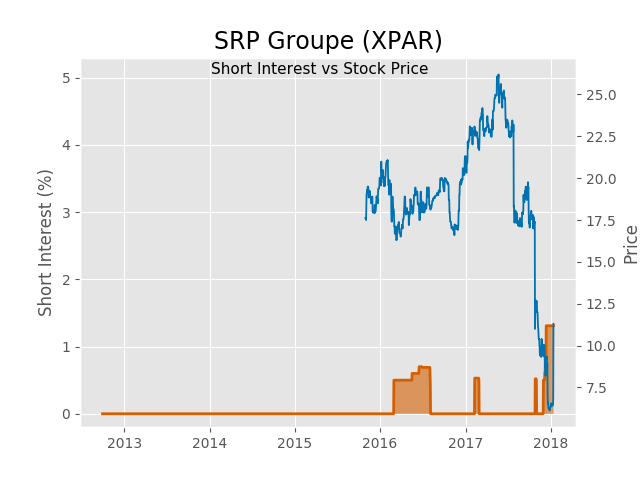 SRP Groupe (XPAR)
Short Interest vs Stock Price
Short Interest (%)
5
4
3
2
1
0
25.0
22.5
20.0
17.5
15.0
12.5
10.0
7.5
Price
2013 2014 2015 2016 2017 2018